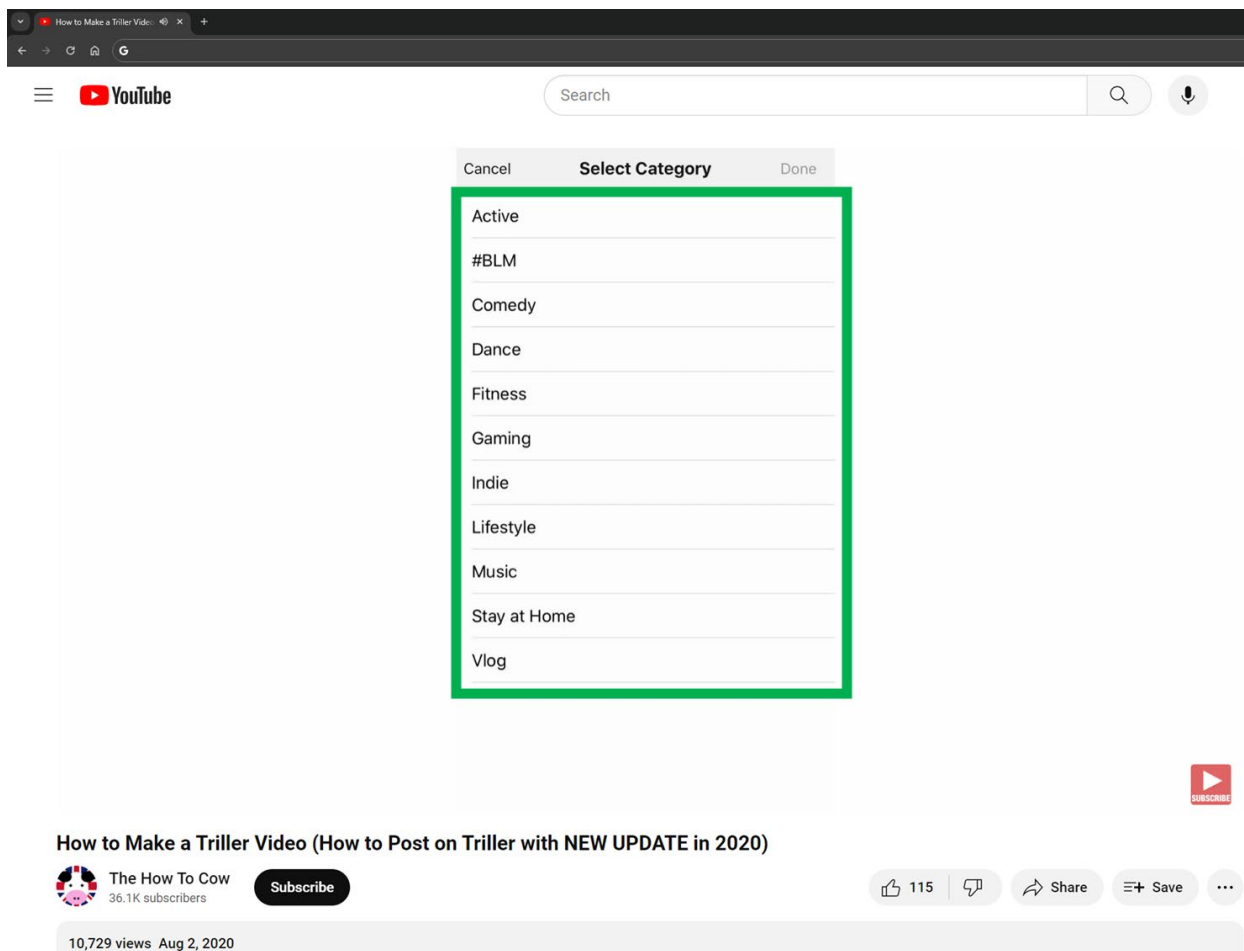 How to Make a Triller Video
YouTube
Search
Cancel Select Category Done
Active
#BLM
Comedy
Dance
Fitness
Gaming
Indie
Lifestyle
Music
Stay at Home
Vlog
SUBSCRIBE
How to Make a Triller Video (How to Post on Triller with NEW UPDATE in 2020)
The How To Cow
36.1K subscribers
Subscribe
115 Share Save
10,729 views Aug 2, 2020